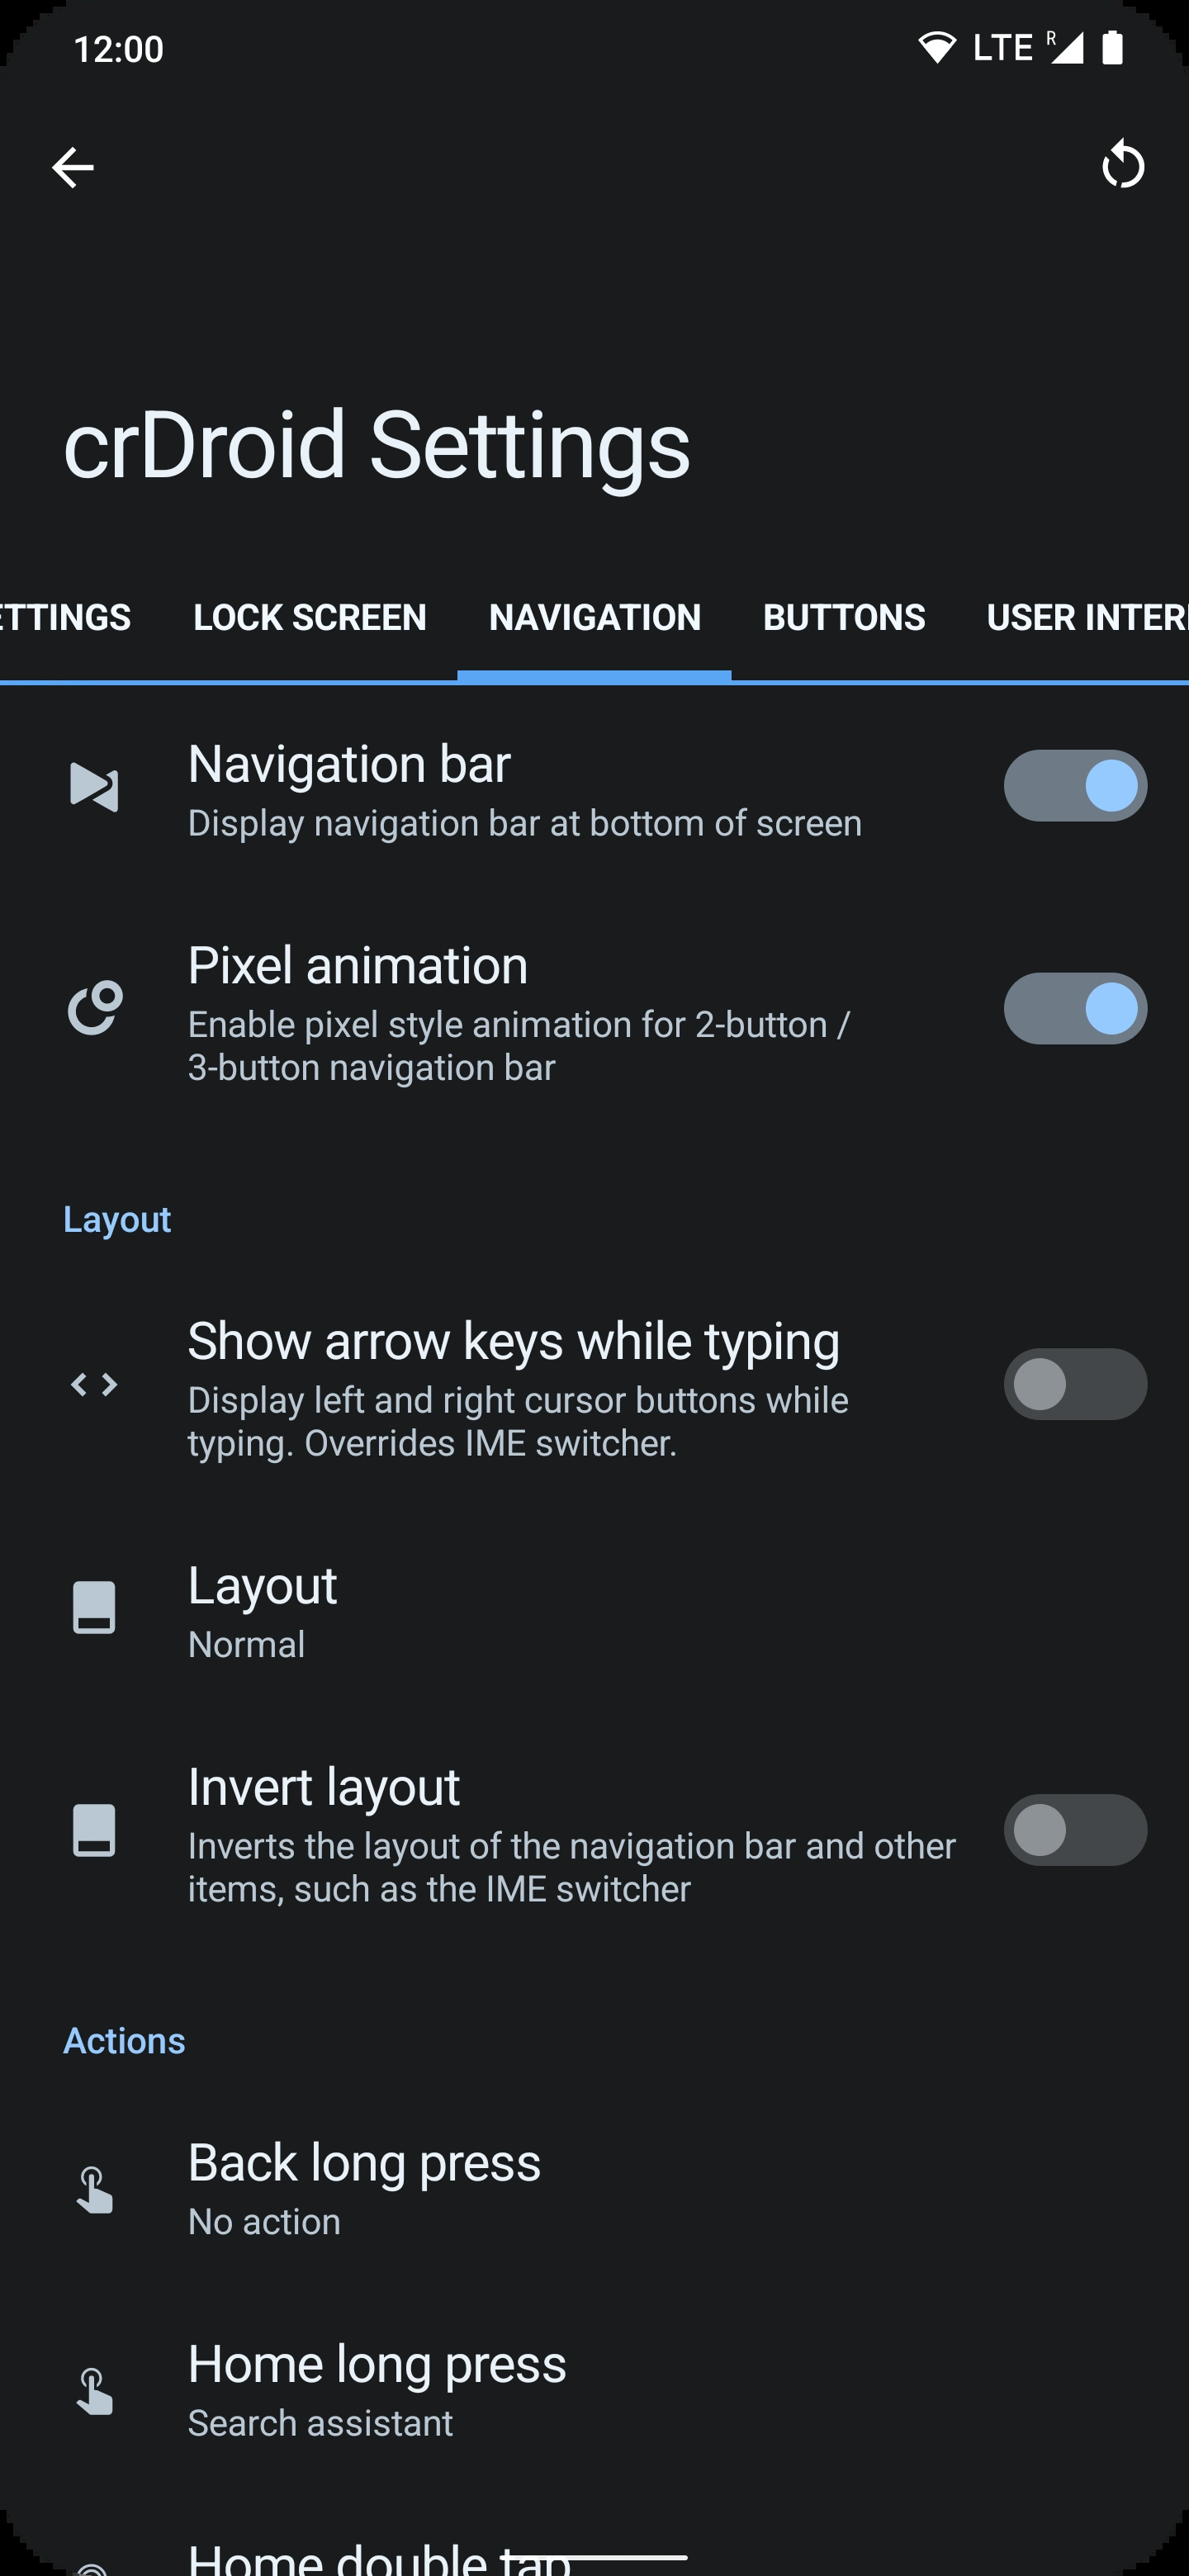 12:00
LTE R
crDroid Settings
ETTINGS LOCK SCREEN NAVIGATION BUTTONS USER INTER
Navigation bar
Display navigation bar at bottom of screen
Pixel animation
Enable pixel style animation for 2-button /
3-button navigation bar
Layout
Show arrow keys while typing
Display left and right cursor buttons while
typing. Overrides IME switcher.
Layout
Normal
Invert layout
Inverts the layout of the navigation bar and other
items, such as the IME switcher
Actions
Back long press
No action
Home long press
Search assistant
Home double tap